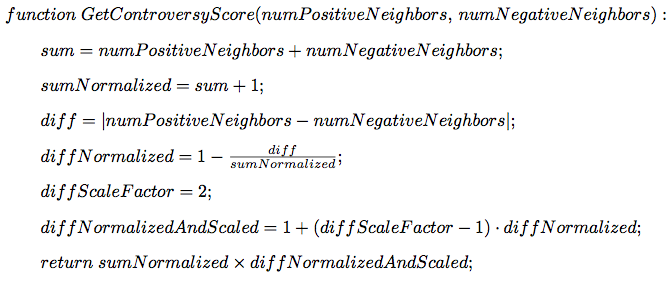 function GetControversyScore(numPositiveNeighbors, numNegativeNeighbors) :
sum = numPositiveNeighbors + numNegativeNeighbors;
sumNormalized = sum + 1;
diff = |numPositiveNeighbors − numNegativeNeighbors|;
diffNormalized = 1 − \frac{diff}{sumNormalized};
diffScaleFactor = 2;
diffNormalizedAndScaled = 1 + (diffScaleFactor − 1) · diffNormalized;
return sumNormalized × diffNormalizedAndScaled;